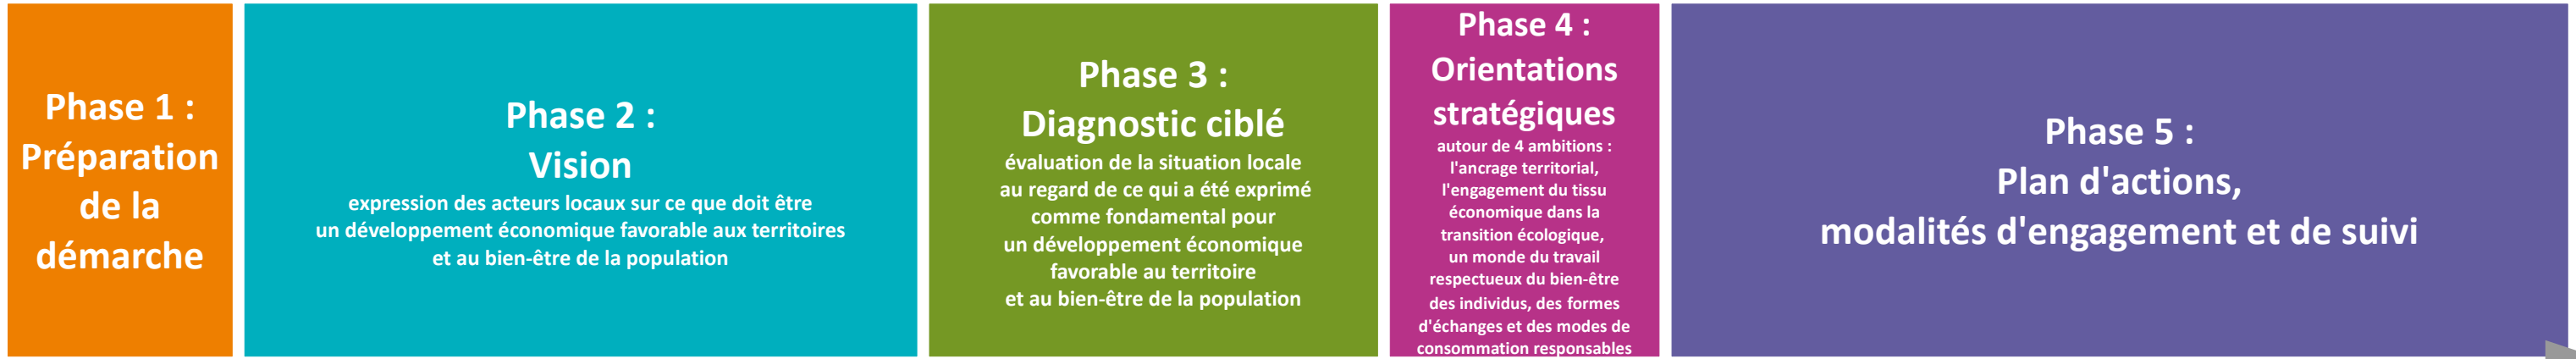 Phase 1 :
Préparation
de la
démarche
Phase 2 :
Vision
expression des acteurs locaux sur ce que doit être
un développement économique favorable aux territoires
et au bien-être de la population
Phase 3 :
Diagnostic ciblé
évaluation de la situation locale
au regard de ce qui a été exprimé
comme fondamental pour
un développement économique
favorable au territoire
et au bien-être de la population
Phase 4 :
Orientations
stratégiques
autour de 4 ambitions :
l'ancrage territorial,
l'engagement du tissu
économique dans la
transition écologique,
un monde du travail
respectueux du bien-être
des individus, des formes
d'échanges et des modes de
consommation responsables
Phase 5 :
Plan d'actions,
modalités d'engagement et de suivi